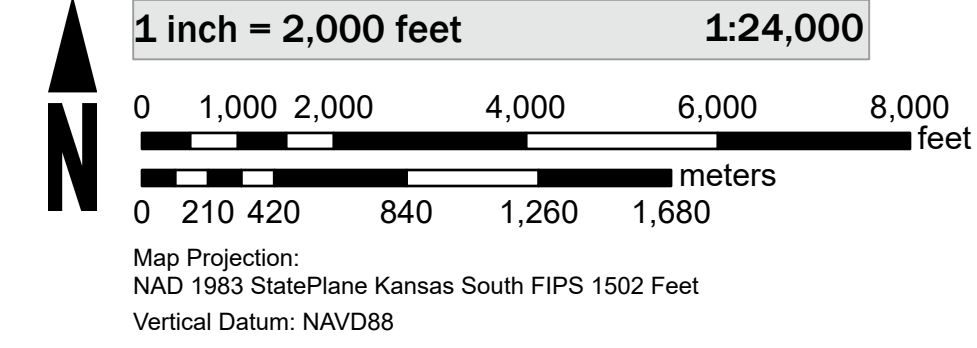 1 inch = 2,000 feet 1:24,000
0 1,000 2,000 4,000 6,000 8,000
feet
meters
0 210 420 840 1,260 1,680
N
Map Projection:
NAD 1983 StatePlane Kansas South FIPS 1502 Feet
Vertical Datum: NAVD88